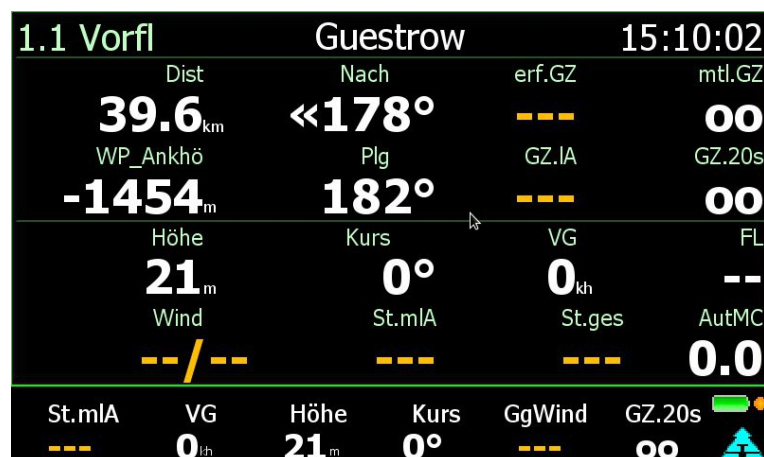 1.1 Vorfl Guestrow 15:10:02
Dist Nach erf.GZ mtl.GZ
39.6km «178° --- oo
WP_Ankhö Plg GZ.lA GZ.20s
-1454m 182° --- oo
Höhe Kurs VG FL
21m 0° 0kh --
Wind St.mlA St.ges AutMC
--/-- --- --- 0.0
St.mlA VG Höhe Kurs GgWind GZ.20s
--- 0kh 21m 0° --- oo